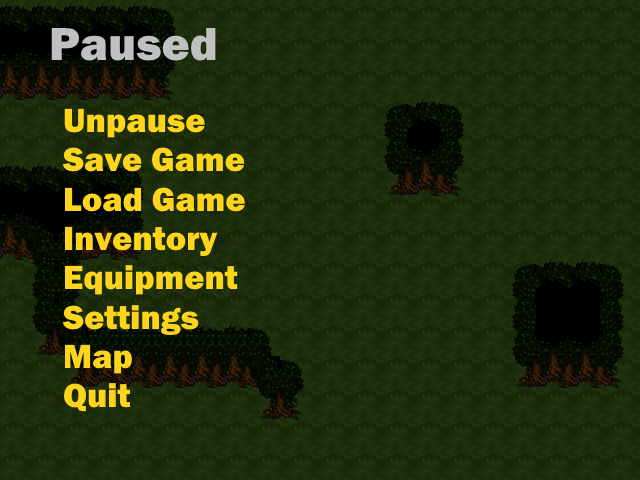 Paused
Unpause
Save Game
Load Game
Inventory
Equipment
Settings
Map
Quit